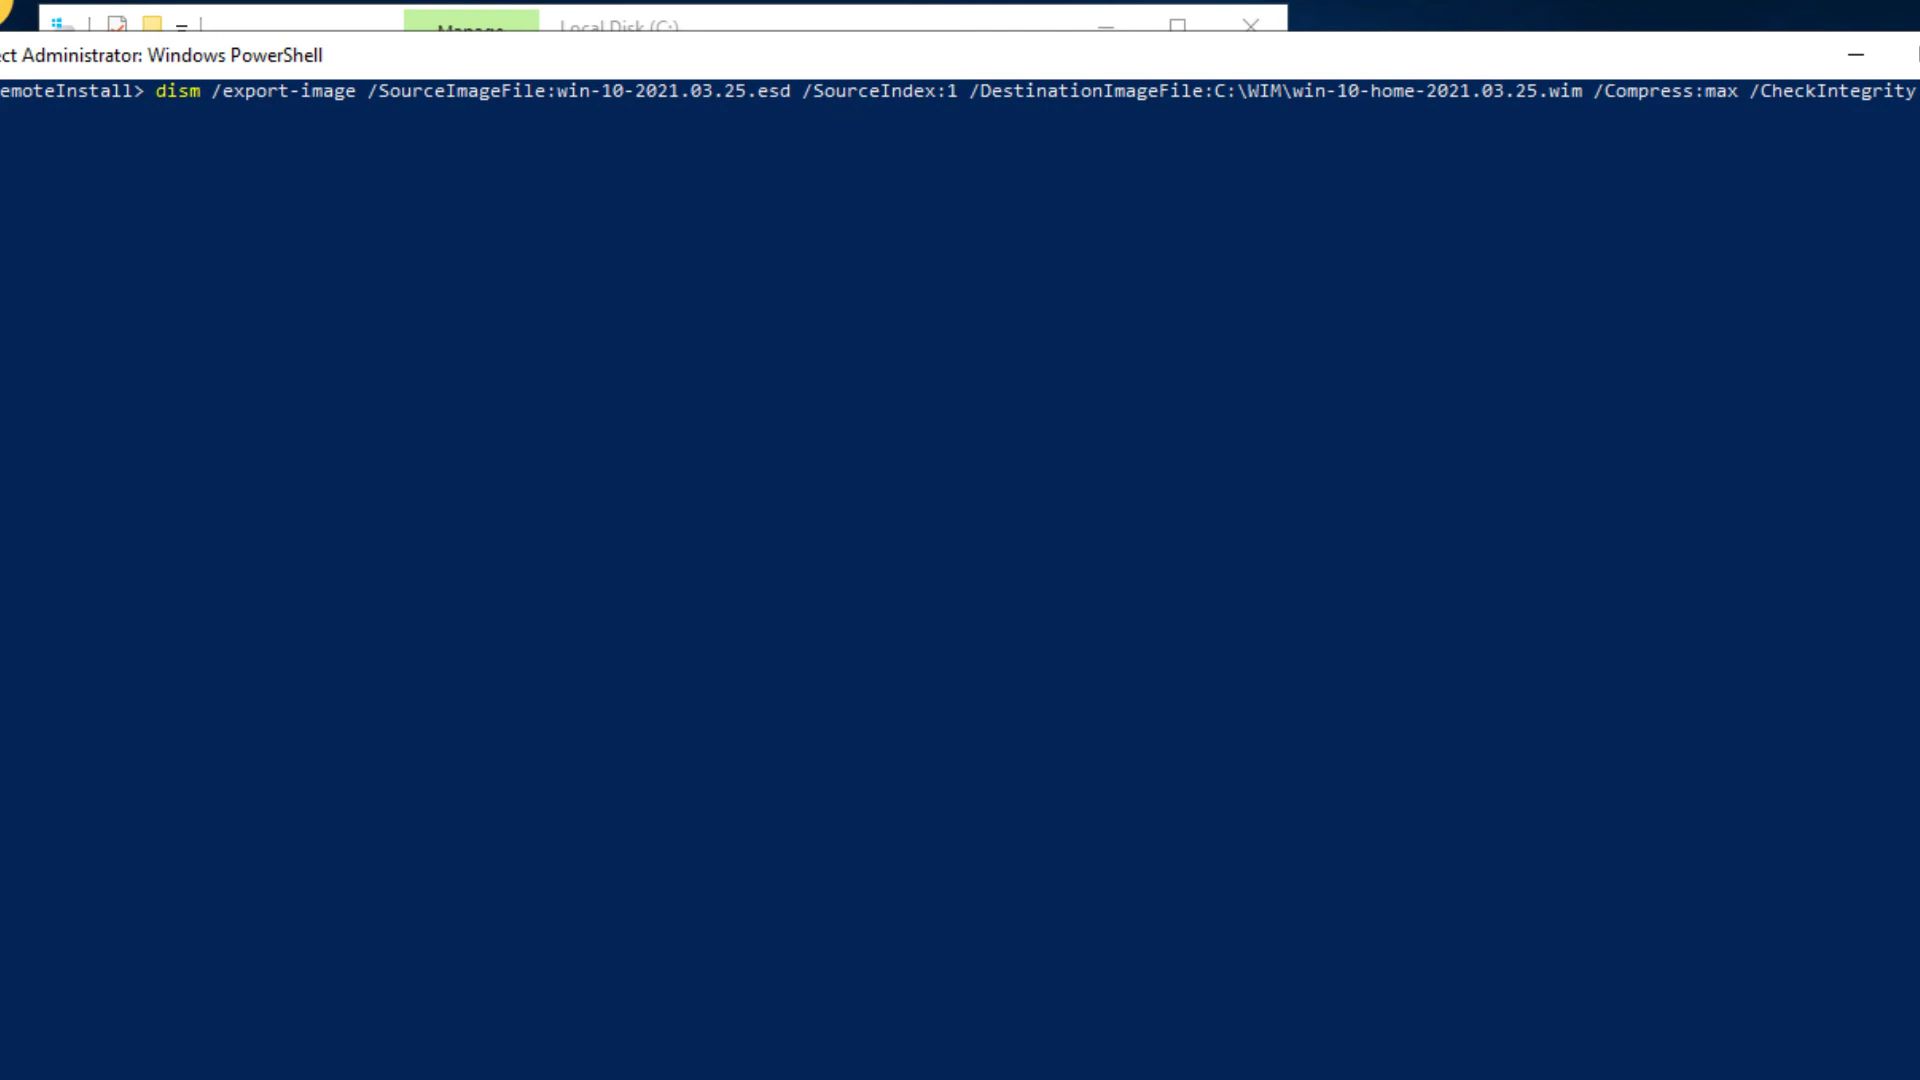 Manage Local Disk (C:)
ct Administrator: Windows PowerShell
emoteInstall> dism /export-image /SourceImageFile:win-10-2021.03.25.esd /SourceIndex:1 /DestinationImageFile:C:\WIM\win-10-home-2021.03.25.wim /Compress:max /CheckIntegrity